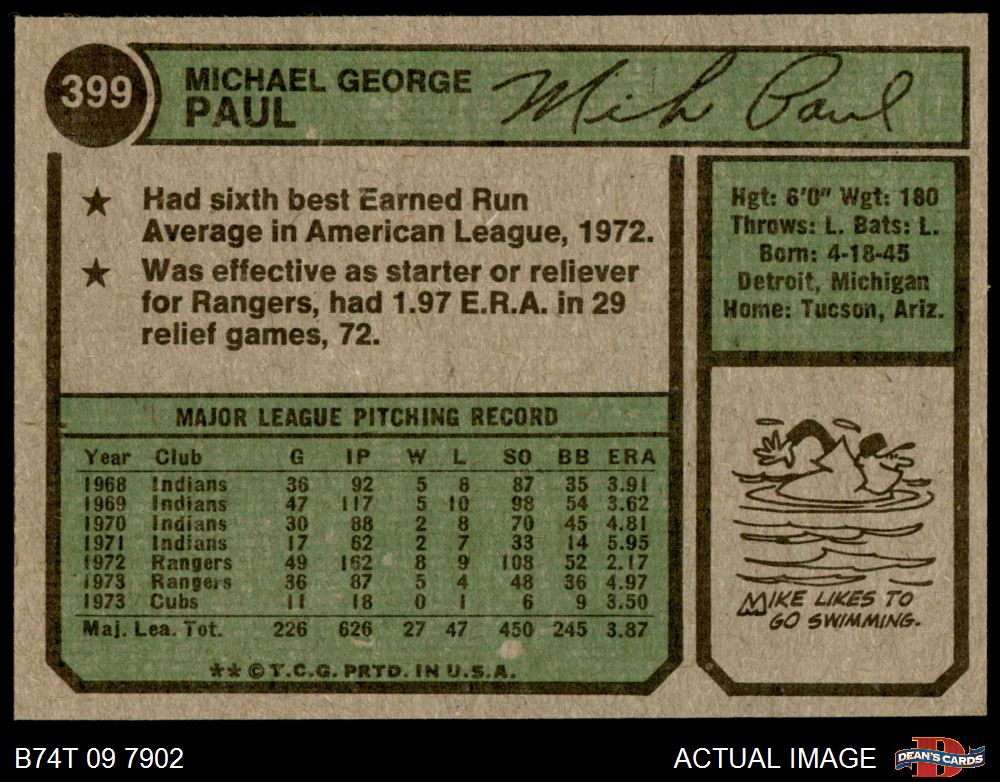 399
MICHAEL GEORGE
PAUL
Mike Paul
★ Had sixth best Earned Run
Average in American League, 1972.
★ Was effective as starter or reliever
for Rangers, had 1.97 E.R.A. in 29
relief games, 72.
Hgt: 6'0" Wgt: 180
Throws: L. Bats: L.
Born: 4-18-45
Detroit, Michigan
Home: Tucson, Ariz.
MAJOR LEAGUE PITCHING RECORD
Year Club G IP W L SO BB ERA
1968 Indians 36 92 5 8 87 35 3.91
1969 Indians 47 117 5 10 98 54 3.62
1970 Indians 30 88 2 8 70 45 4.81
1971 Indians 17 62 2 7 33 14 5.95
1972 Rangers 49 162 8 9 108 52 2.17
1973 Rangers 36 87 5 4 48 36 4.97
1973 Cubs 11 18 0 1 6 9 3.50
Maj. Lea. Tot. 226 626 27 47 450 245 3.87
**©T.C.G. PRTD. IN U.S.A.
MIKE LIKES TO
GO SWIMMING.
B74T 09 7902
ACTUAL IMAGE
D
DEAN'S CARDS